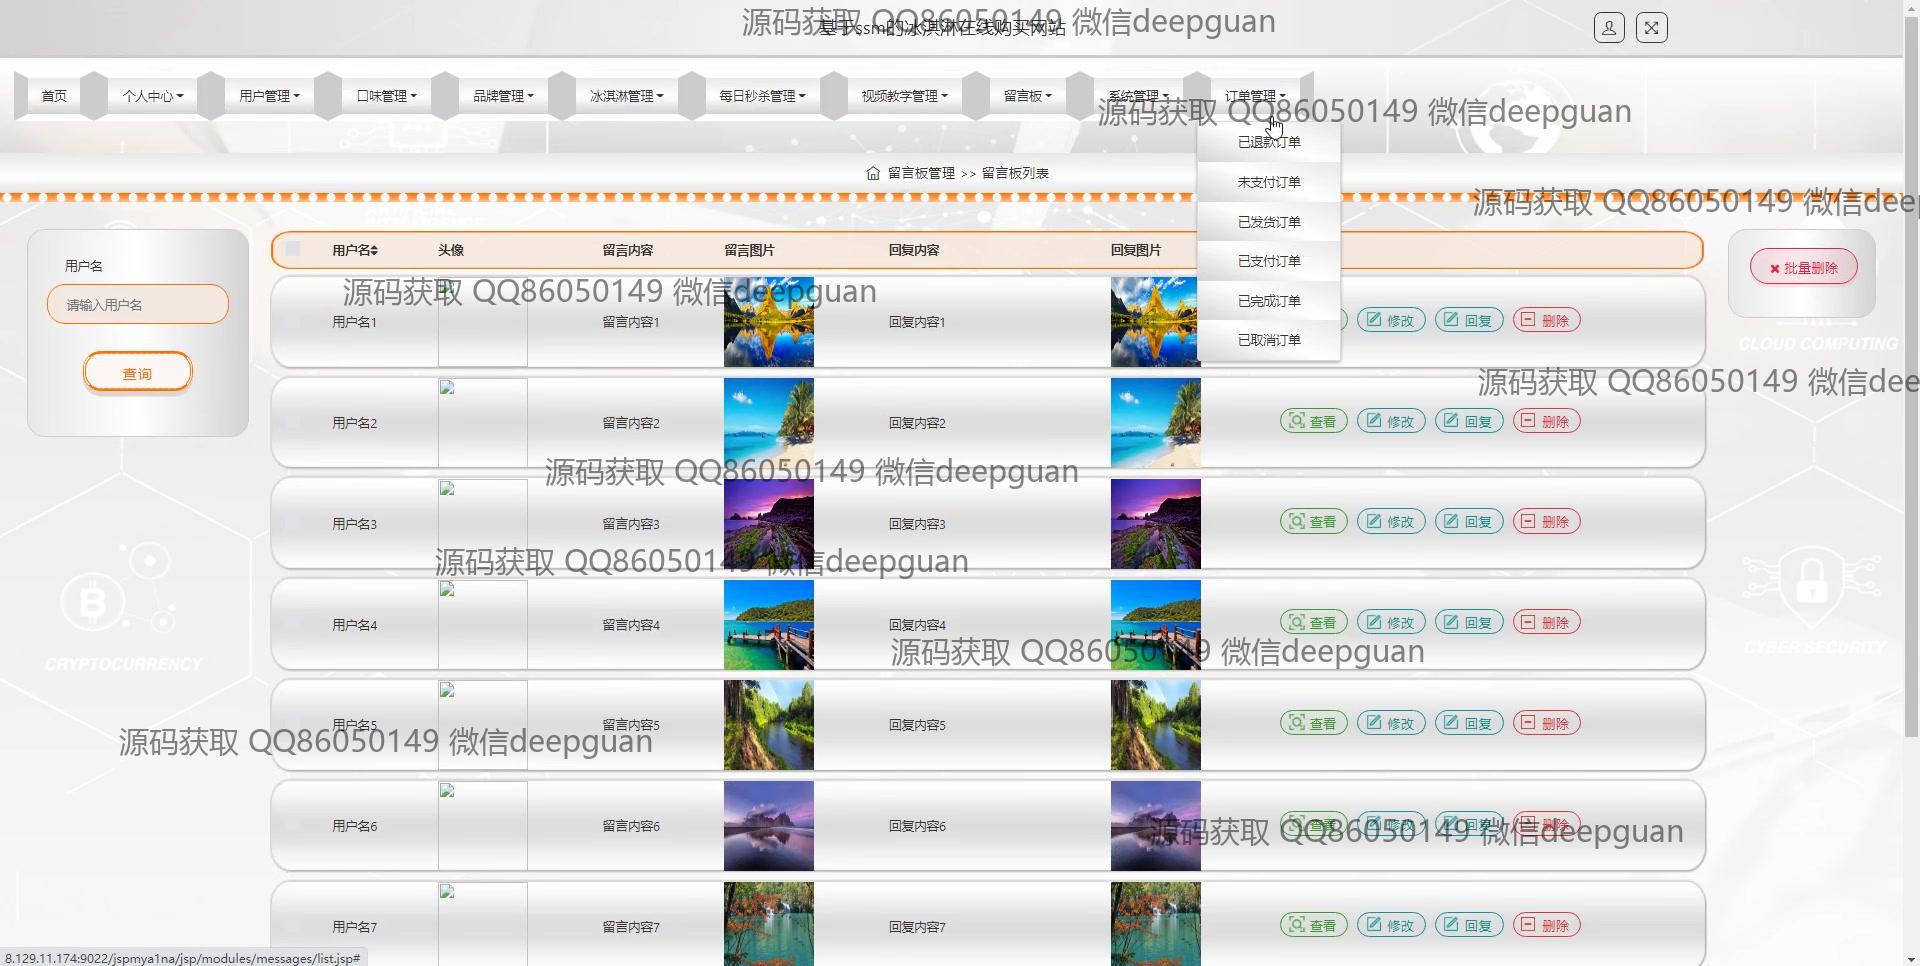 基于ssm的冰淇淋在线购买网站
源码获取 QQ86050149 微信deepguan
首页 个人中心 用户管理 口味管理 品牌管理 冰淇淋管理 每日秒杀管理 视频教学管理 留言板 系统管理 订单管理
源码获取 QQ86050149 微信deepguan
已退款订单
未支付订单
已发货订单
已支付订单
已完成订单
已取消订单
留言板管理 >> 留言板列表
源码获取 QQ86050149 微信deep
用户名
请输入用户名
查询
用户名 头像 留言内容 留言图片 回复内容 回复图片
批量删除
源码获取 QQ86050149 微信deepguan
用户名1 留言内容1 回复内容1 修改 回复 删除
CLOUD COMPUTING
源码获取 QQ86050149 微信dee
用户名2 留言内容2 回复内容2 查看 修改 回复 删除
源码获取 QQ86050149 微信deepguan
用户名3 留言内容3 回复内容3 查看 修改 回复 删除
源码获取 QQ86050149 微信deepguan
用户名4 留言内容4 回复内容4 查看 修改 回复 删除
源码获取 QQ86050149 微信deepguan
CRYPTOCURRENCY
CYBER SECURITY
用户名5 留言内容5 回复内容5 查看 修改 回复 删除
源码获取 QQ86050149 微信deepguan
用户名6 留言内容6 回复内容6 查看 修改 回复 删除
源码获取 QQ86050149 微信deepguan
用户名7 留言内容7 回复内容7 查看 修改 回复 删除
8.129.11.174:9022/jspmya1na/jsp/modules/messages/list.jsp#